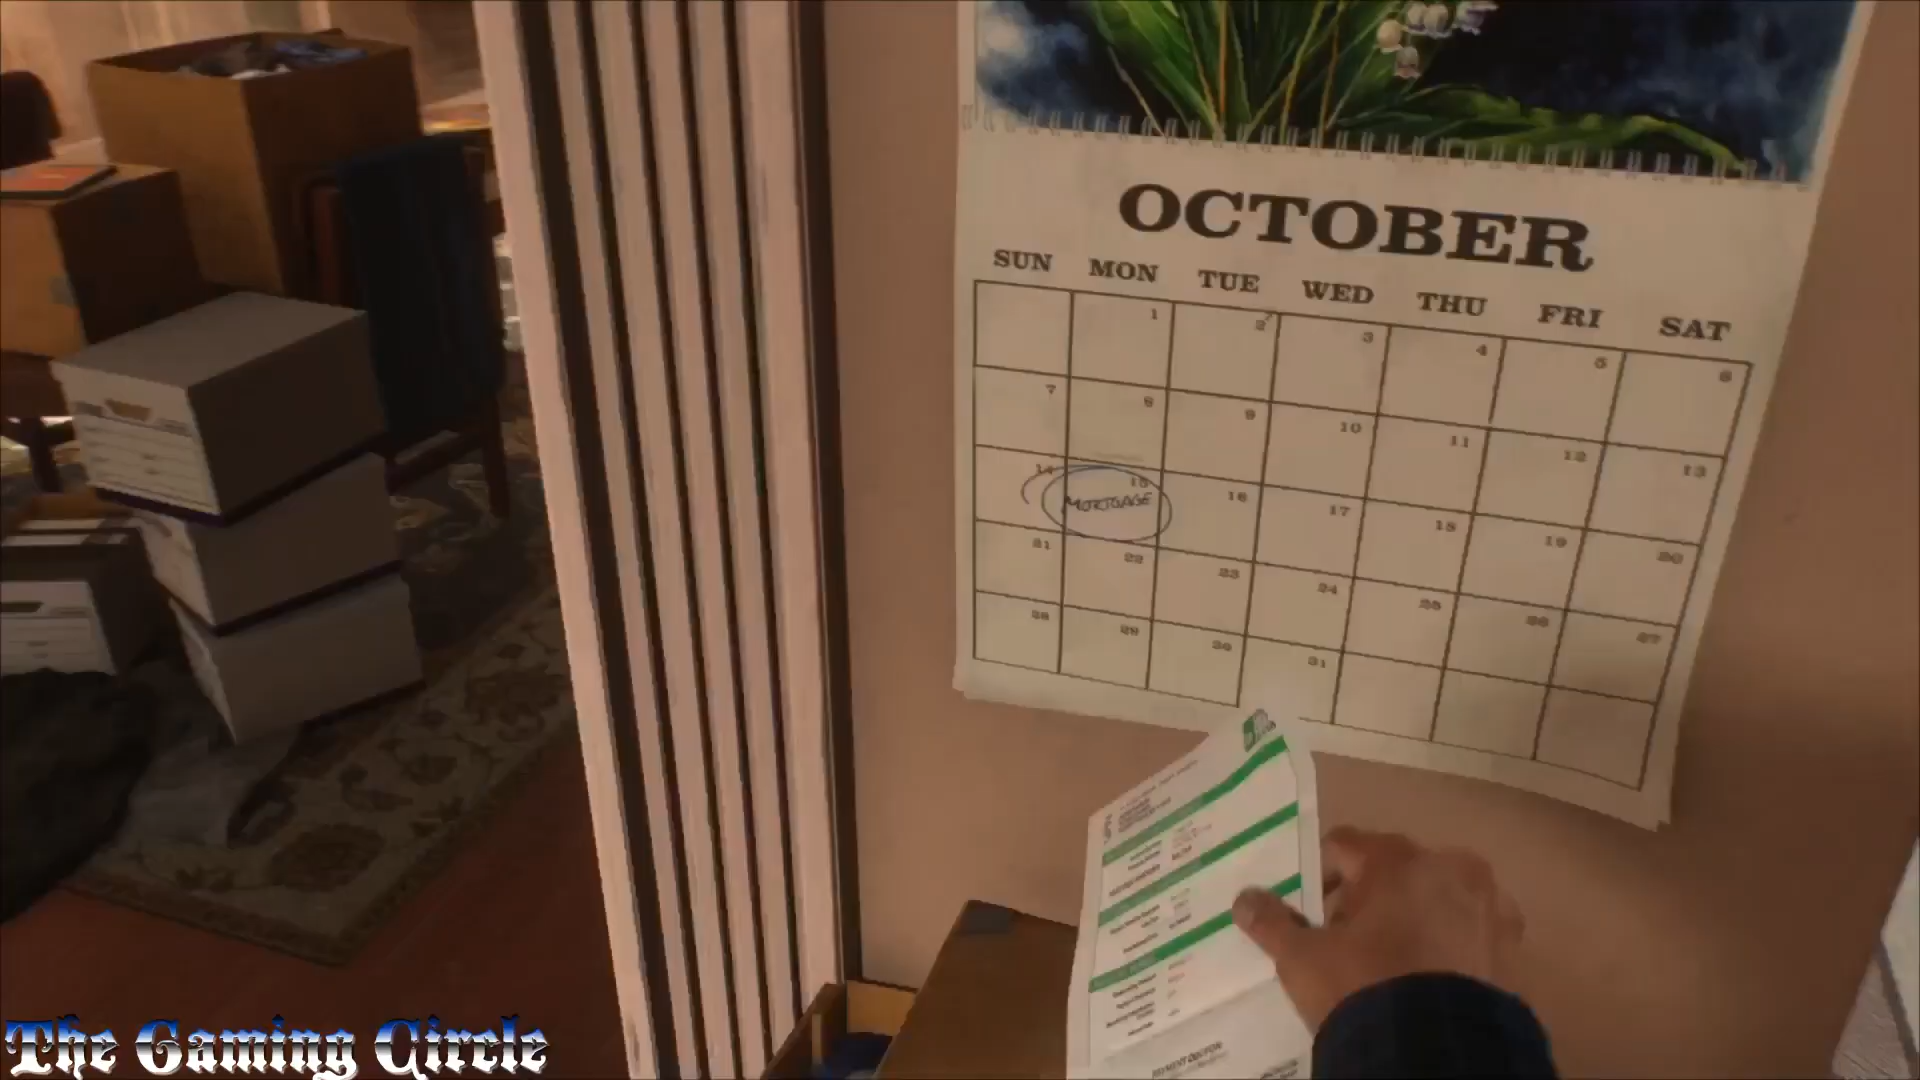 OCTOBER
SUN MON TUE WED THU FRI SAT
1 2 3 4 5 6
7 8 9 10 11 12 13
14 15 16 17 18 19 20
MORTGAGE
21 22 23 24 25 26 27
28 29 30 31
PAYMENT COUPON
The Gaming Circle